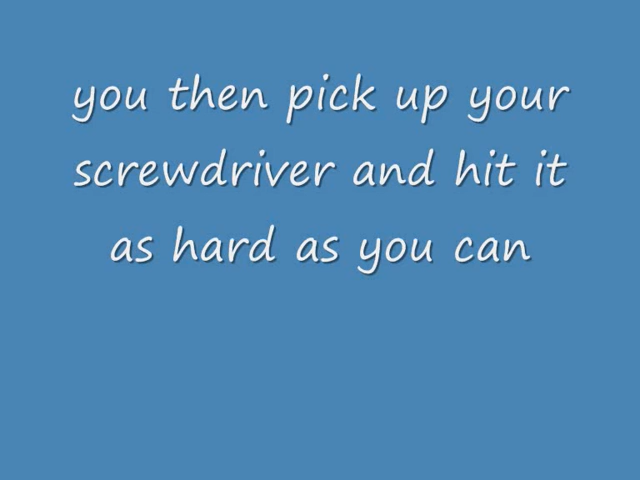 you then pick up your
screwdriver and hit it
as hard as you can